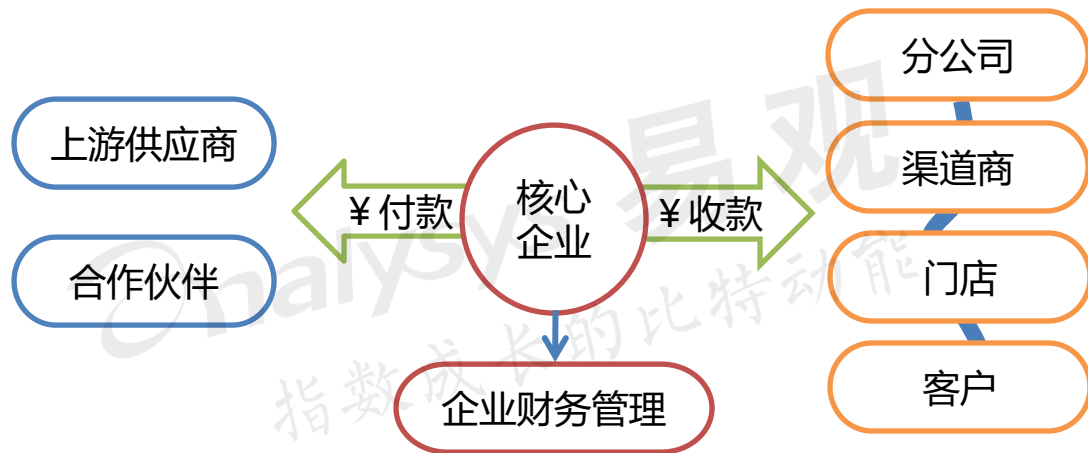 分公司
上游供应商
渠道商
¥付款
核心
企业
¥收款
合作伙伴
门店
企业财务管理
客户
nalysys 易观
指数成长的比特动能